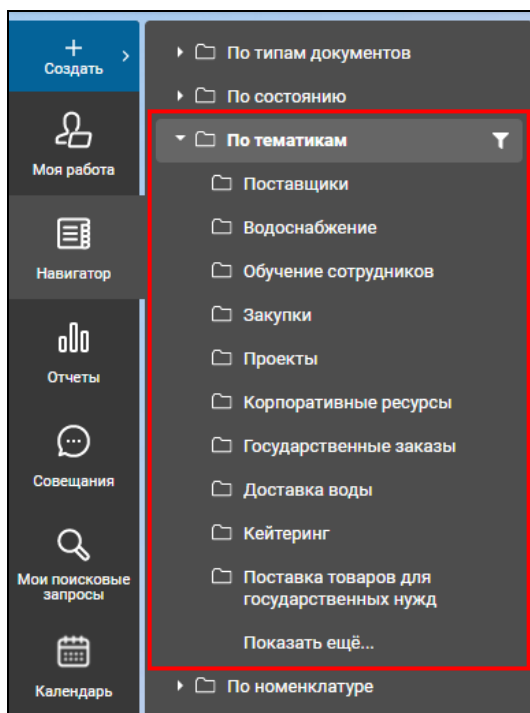 Создать
Моя работа
Навигатор
Отчеты
Совещания
Мои поисковые
запросы
Календарь
По типам документов
По состоянию
По тематикам
Поставщики
Водоснабжение
Обучение сотрудников
Закупки
Проекты
Корпоративные ресурсы
Государственные заказы
Доставка воды
Кейтеринг
Поставка товаров для
государственных нужд
Показать ещё...
По номенклатуре